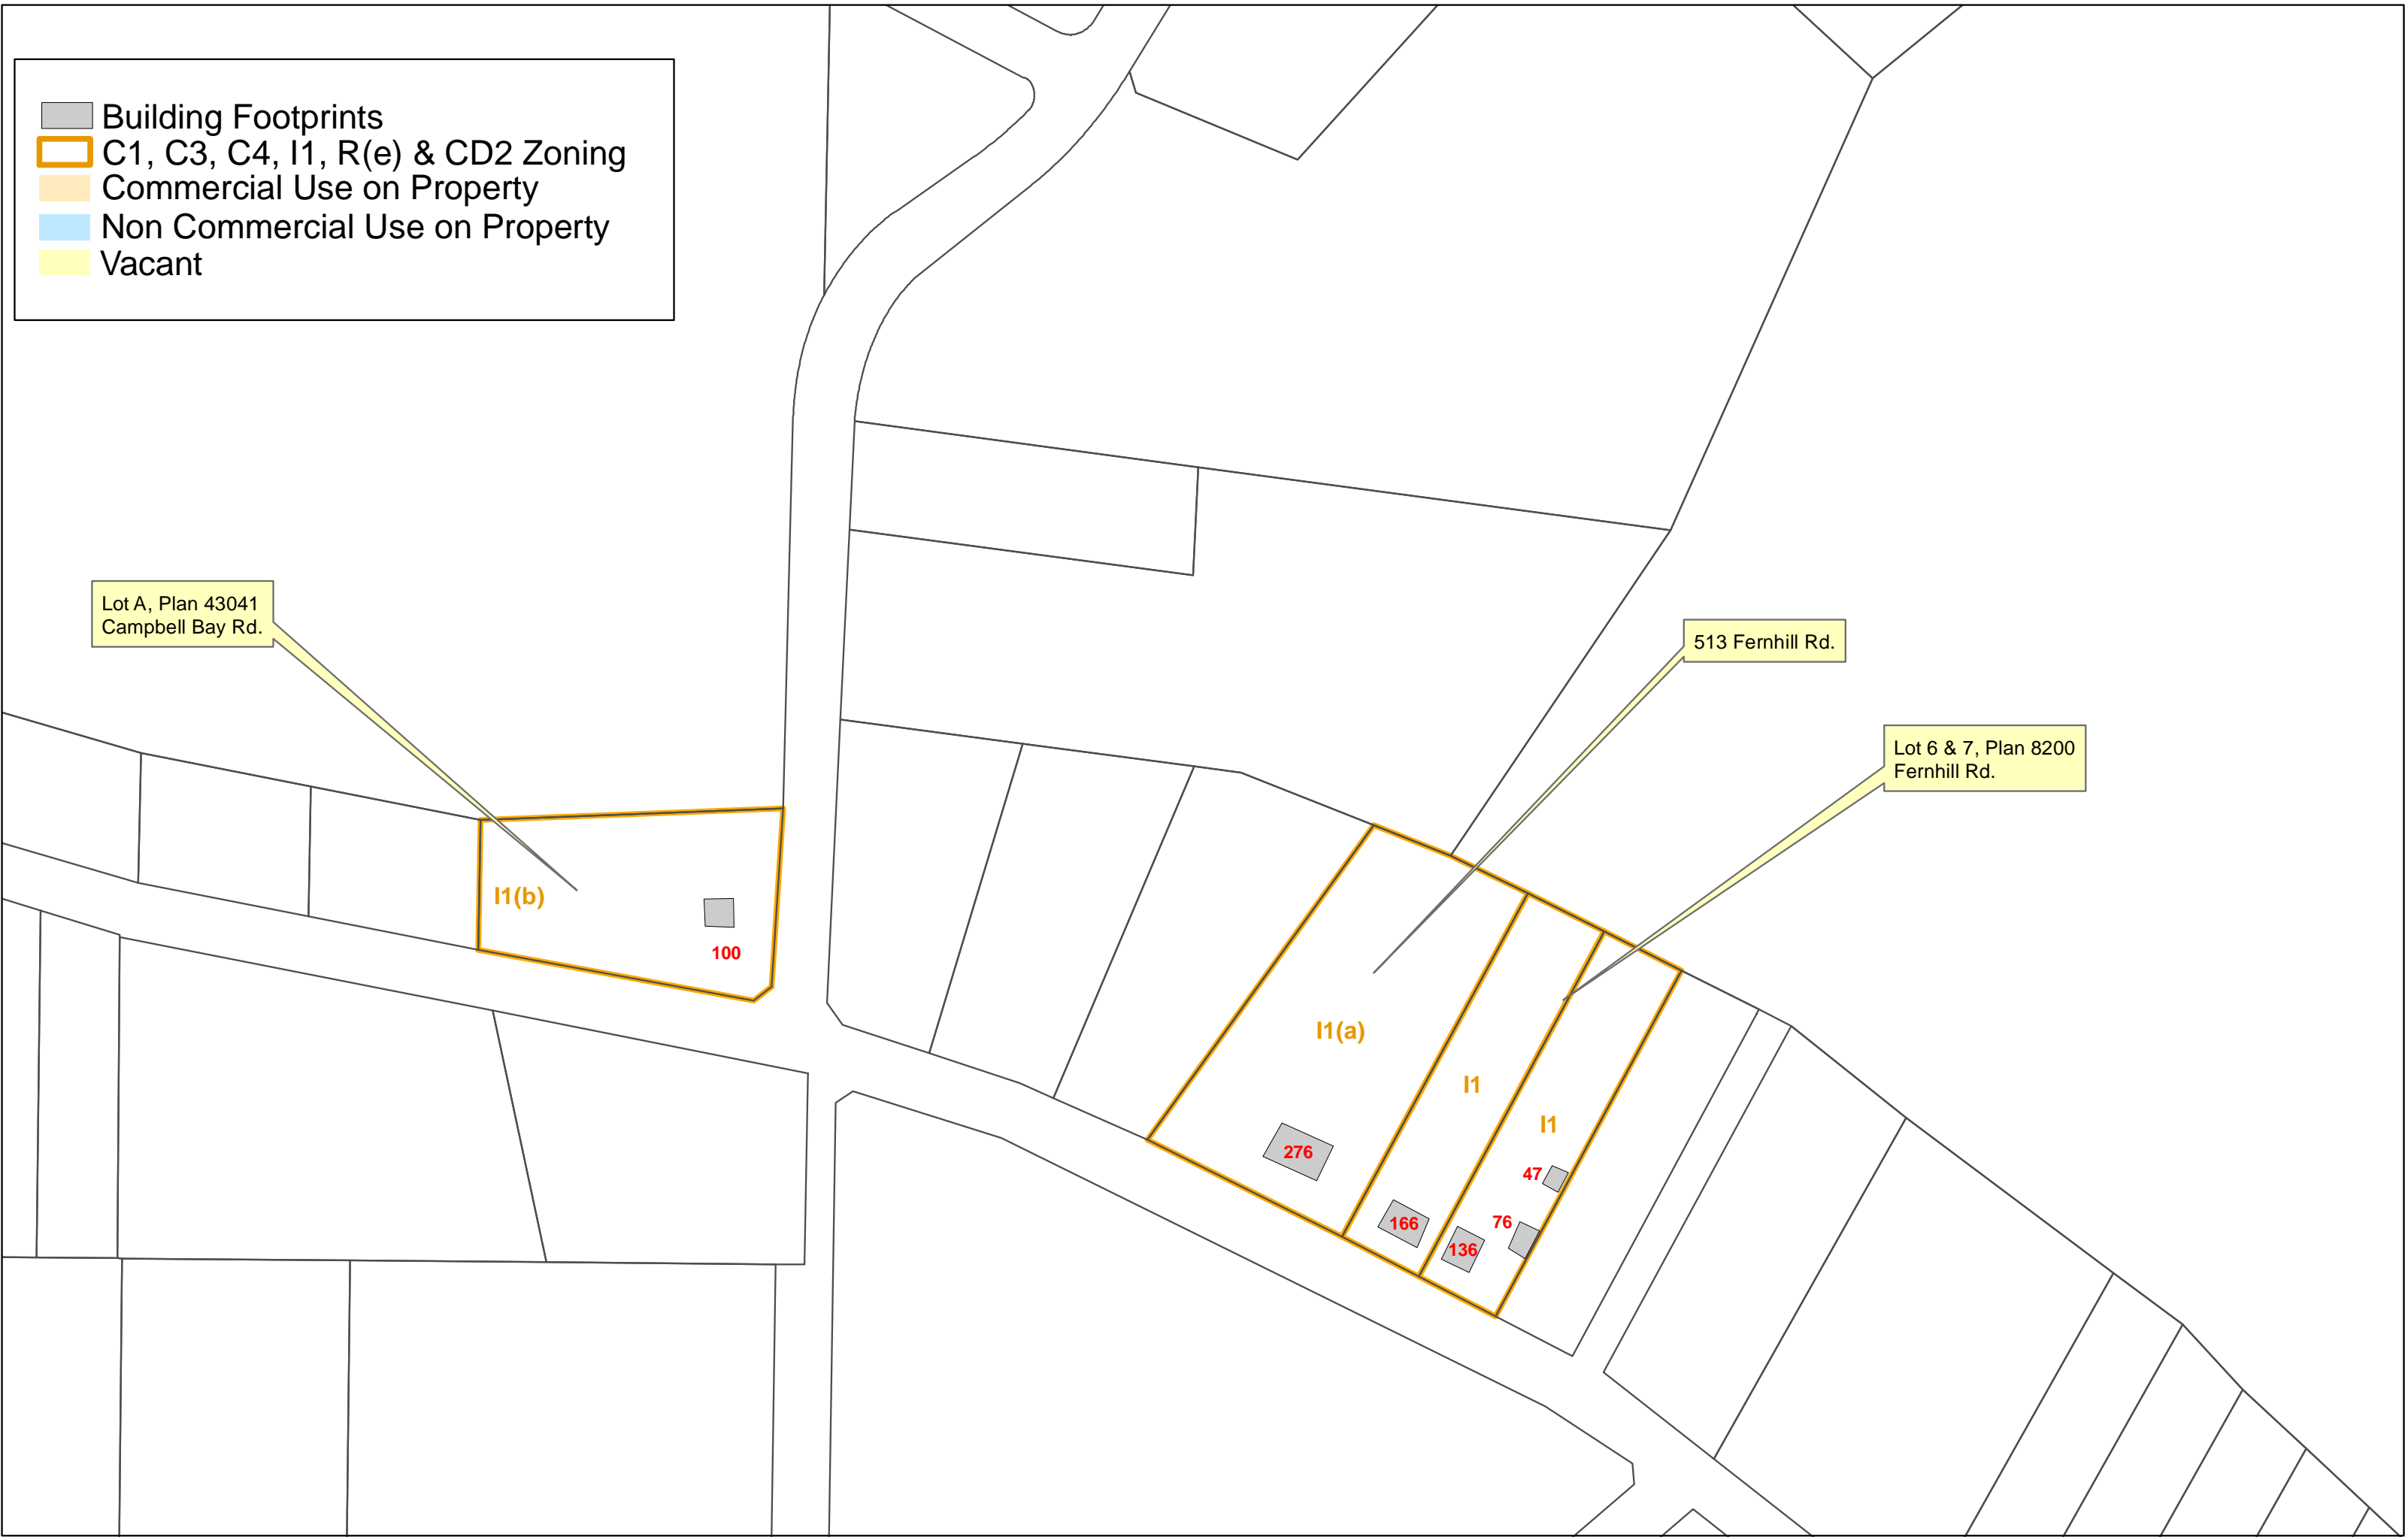 Building Footprints
C1, C3, C4, I1, R(e) & CD2 Zoning
Commercial Use on Property
Non Commercial Use on Property
Vacant
Lot A, Plan 43041
Campbell Bay Rd.
513 Fernhill Rd.
Lot 6 & 7, Plan 8200
Fernhill Rd.
I1(b)
100
I1(a)
I1
I1
276
47
166
76
136